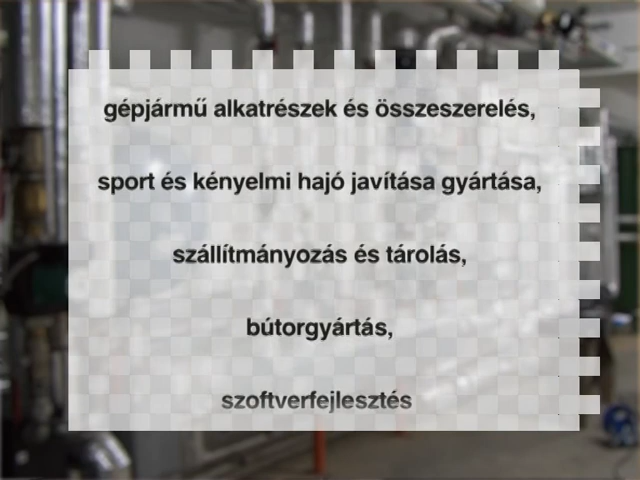 gépjármű alkatrészek és összeszerelés,
sport és kényelmi hajó javítása gyártása,
szállítmányozás és tárolás,
bútorgyártás,
szoftverfejlesztés